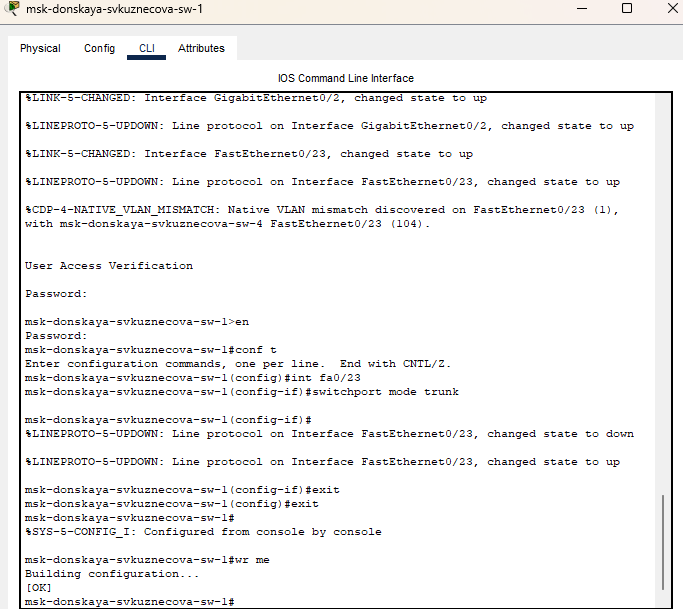 msk-donskaya-svkuznecova-sw-1
Physical Config CLI Attributes
IOS Command Line Interface
%LINK-5-CHANGED: Interface GigabitEthernet0/2, changed state to up
%LINEPROTO-5-UPDOWN: Line protocol on Interface GigabitEthernet0/2, changed state to up
%LINK-5-CHANGED: Interface FastEthernet0/23, changed state to up
%LINEPROTO-5-UPDOWN: Line protocol on Interface FastEthernet0/23, changed state to up
%CDP-4-NATIVE_VLAN_MISMATCH: Native VLAN mismatch discovered on FastEthernet0/23 (1),
with msk-donskaya-svkuznecova-sw-4 FastEthernet0/23 (104).
User Access Verification
Password:
msk-donskaya-svkuznecova-sw-1>en
Password:
msk-donskaya-svkuznecova-sw-1#conf t
Enter configuration commands, one per line.  End with CNTL/Z.
msk-donskaya-svkuznecova-sw-1(config)#int fa0/23
msk-donskaya-svkuznecova-sw-1(config-if)#switchport mode trunk
msk-donskaya-svkuznecova-sw-1(config-if)#
%LINEPROTO-5-UPDOWN: Line protocol on Interface FastEthernet0/23, changed state to down
%LINEPROTO-5-UPDOWN: Line protocol on Interface FastEthernet0/23, changed state to up
msk-donskaya-svkuznecova-sw-1(config-if)#exit
msk-donskaya-svkuznecova-sw-1(config)#exit
msk-donskaya-svkuznecova-sw-1#
%SYS-5-CONFIG_I: Configured from console by console
msk-donskaya-svkuznecova-sw-1#wr me
Building configuration...
[OK]
msk-donskaya-svkuznecova-sw-1#